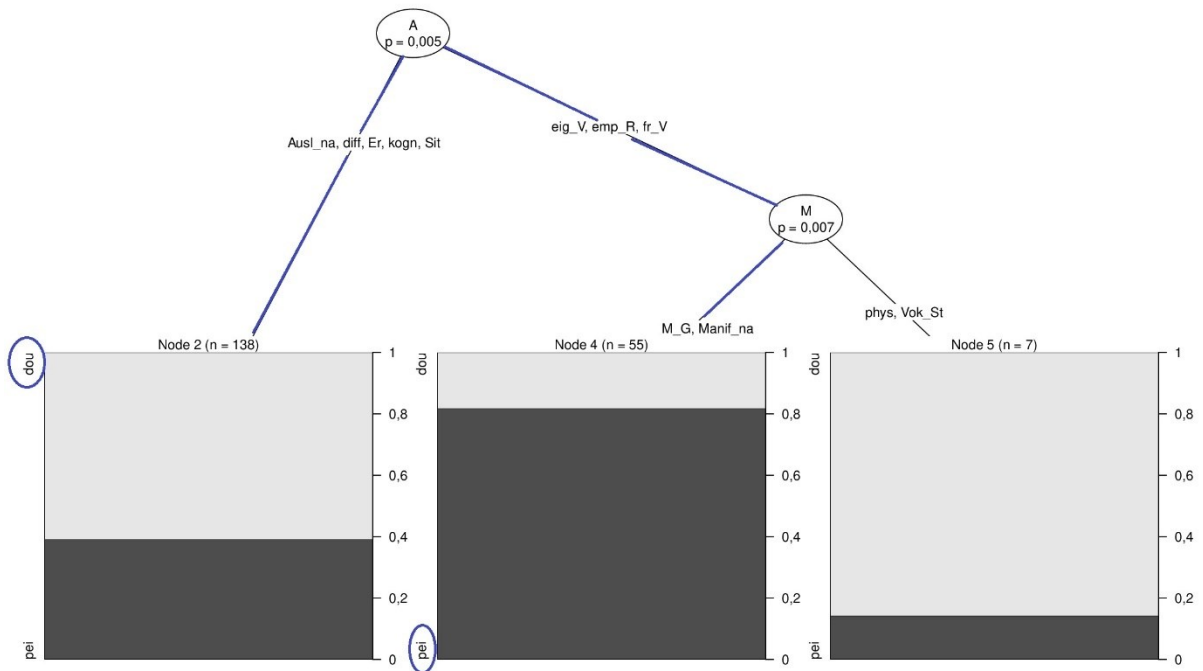 A
p = 0,005
Ausl_na, diff, Er, kogn, Sit
eig_V, emp_R, fr_V
M
p = 0,007
M_G, Manif_na
phys, Vok_St
Node 2 (n = 138)
dou
pei
1
0,8
0,6
0,4
0,2
0
Node 4 (n = 55)
dou
pei
1
0,8
0,6
0,4
0,2
0
Node 5 (n = 7)
dou
pei
1
0,8
0,6
0,4
0,2
0